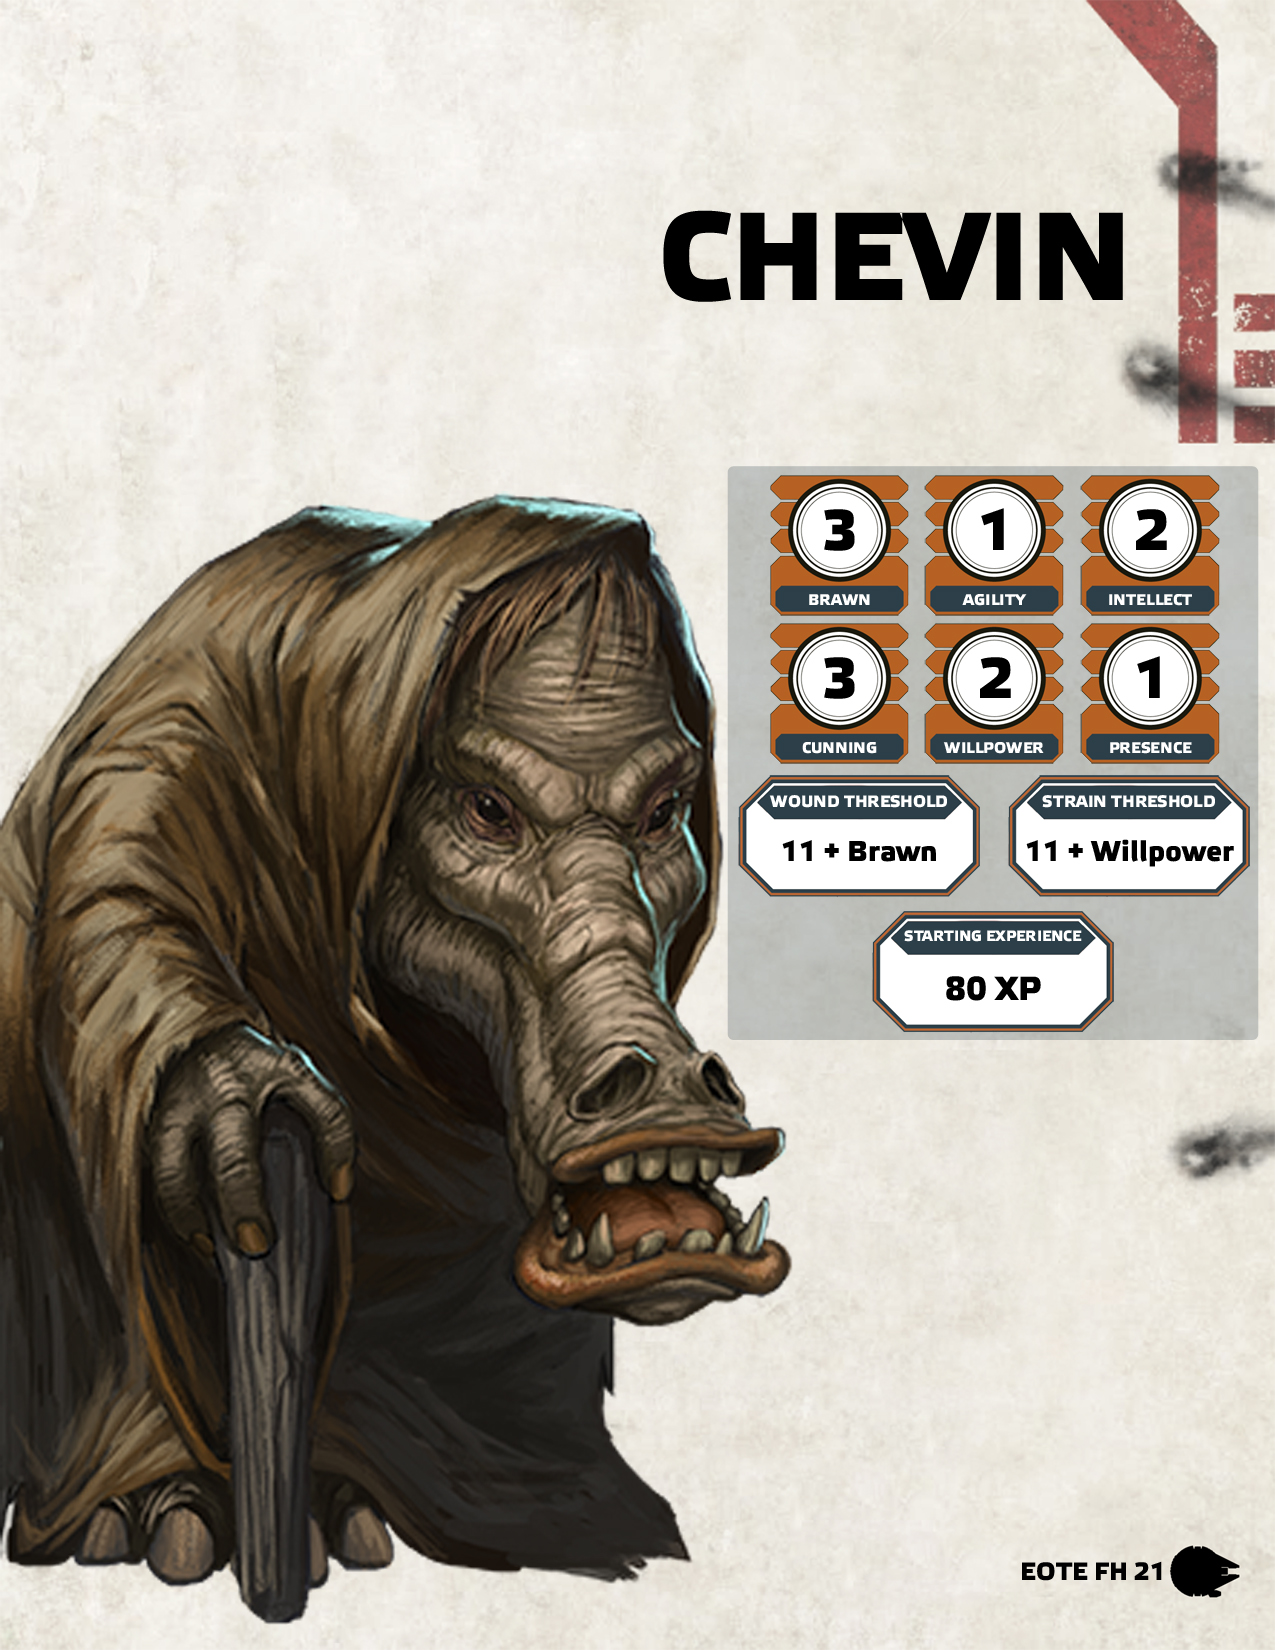 CHEVIN
3 1 2
BRAWN AGILITY INTELLECT
3 2 1
CUNNING WILLPOWER PRESENCE
WOUND THRESHOLD STRAIN THRESHOLD
11 + Brawn 11 + Willpower
STARTING EXPERIENCE
80 XP
EOTE FH 21